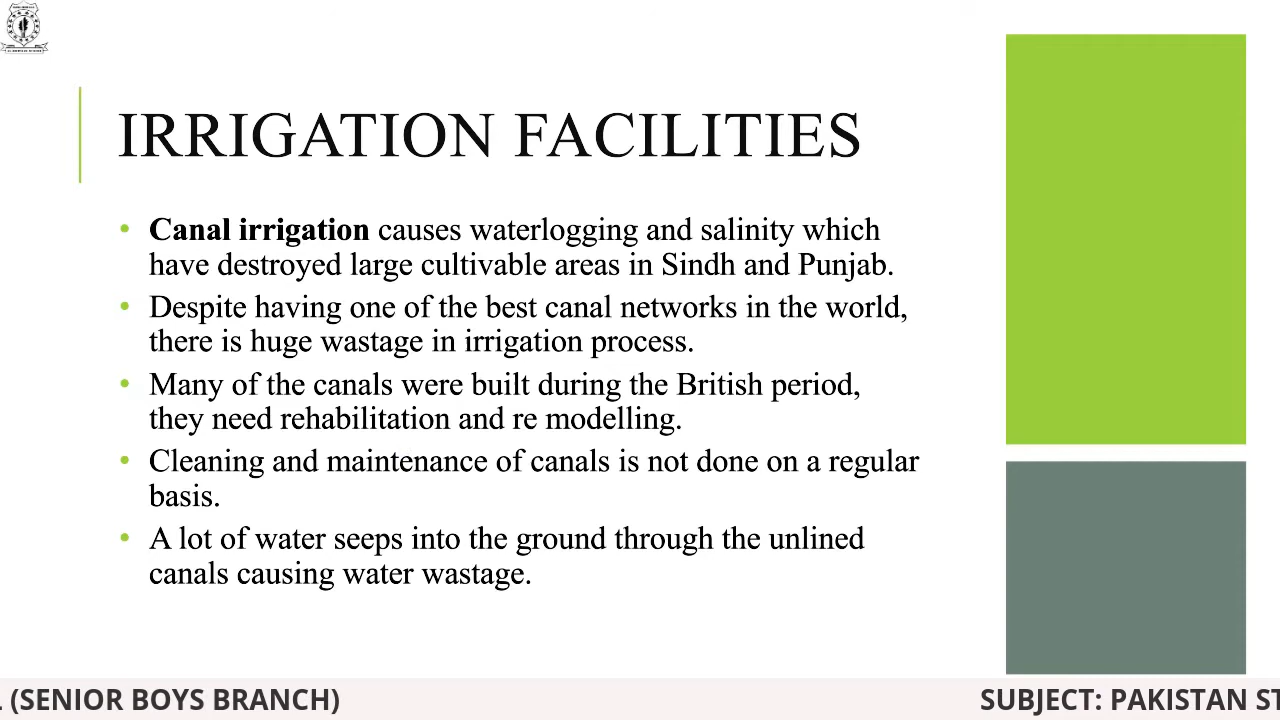 IRRIGATION FACILITIES
• Canal irrigation causes waterlogging and salinity which
have destroyed large cultivable areas in Sindh and Punjab.
• Despite having one of the best canal networks in the world,
there is huge wastage in irrigation process.
• Many of the canals were built during the British period,
they need rehabilitation and re modelling.
• Cleaning and maintenance of canals is not done on a regular
basis.
• A lot of water seeps into the ground through the unlined
canals causing water wastage.
(SENIOR BOYS BRANCH) SUBJECT: PAKISTAN ST